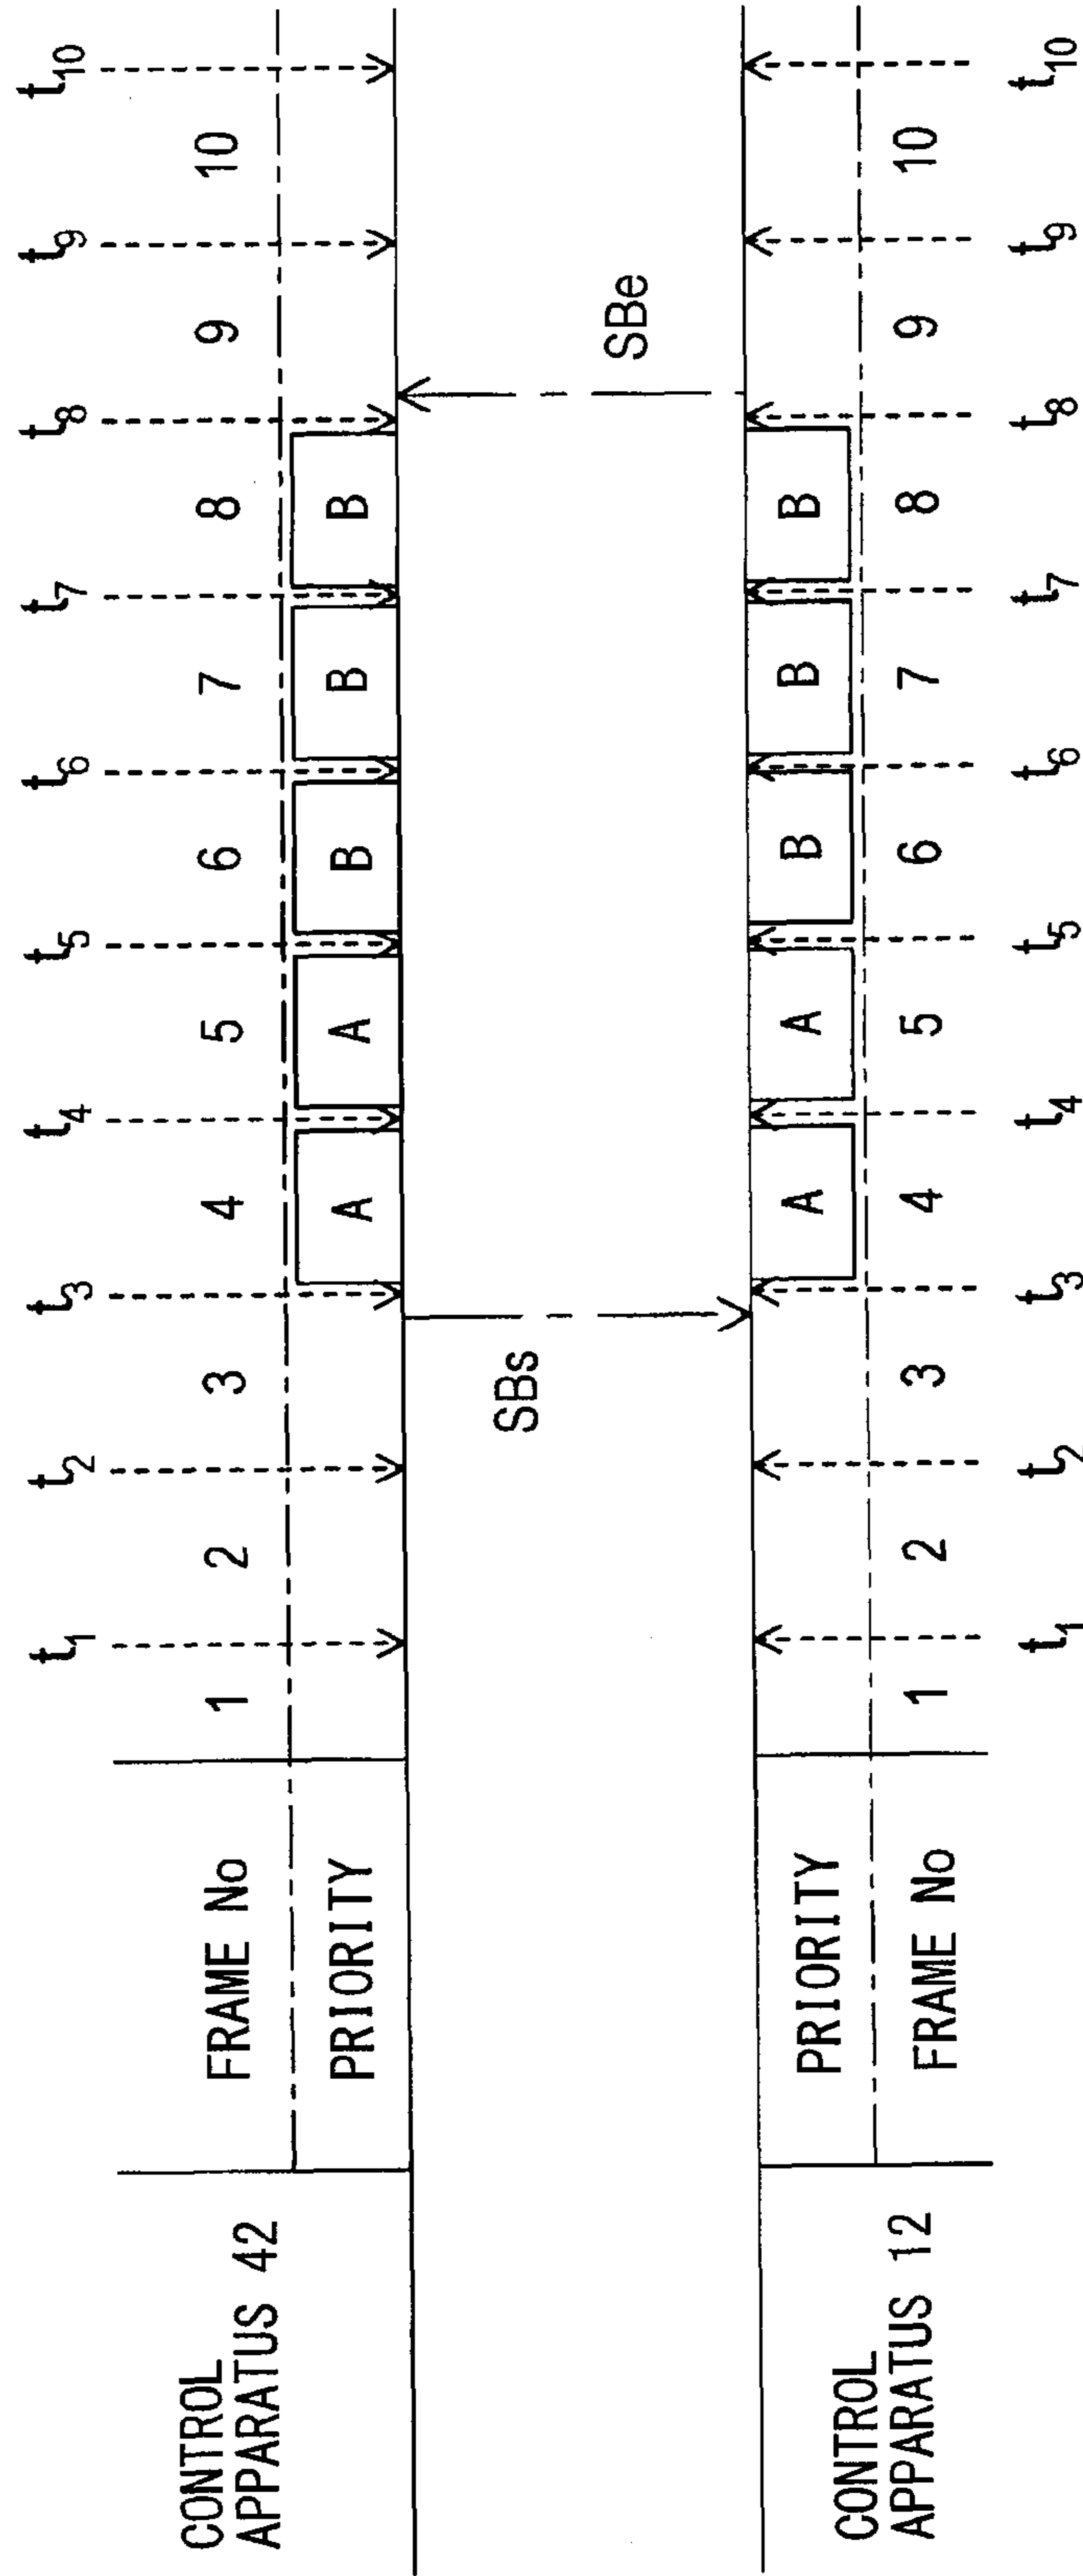 t1 t2 t3 t4 t5 t6 t7 t8 t9 t10
CONTROL
APPARATUS 42
FRAME No 1 2 3 4 5 6 7 8 9 10
PRIORITY A A B B B
SBs
SBe
PRIORITY A A B B B
CONTROL
APPARATUS 12
FRAME No 1 2 3 4 5 6 7 8 9 10
t1 t2 t3 t4 t5 t6 t7 t8 t9 t10